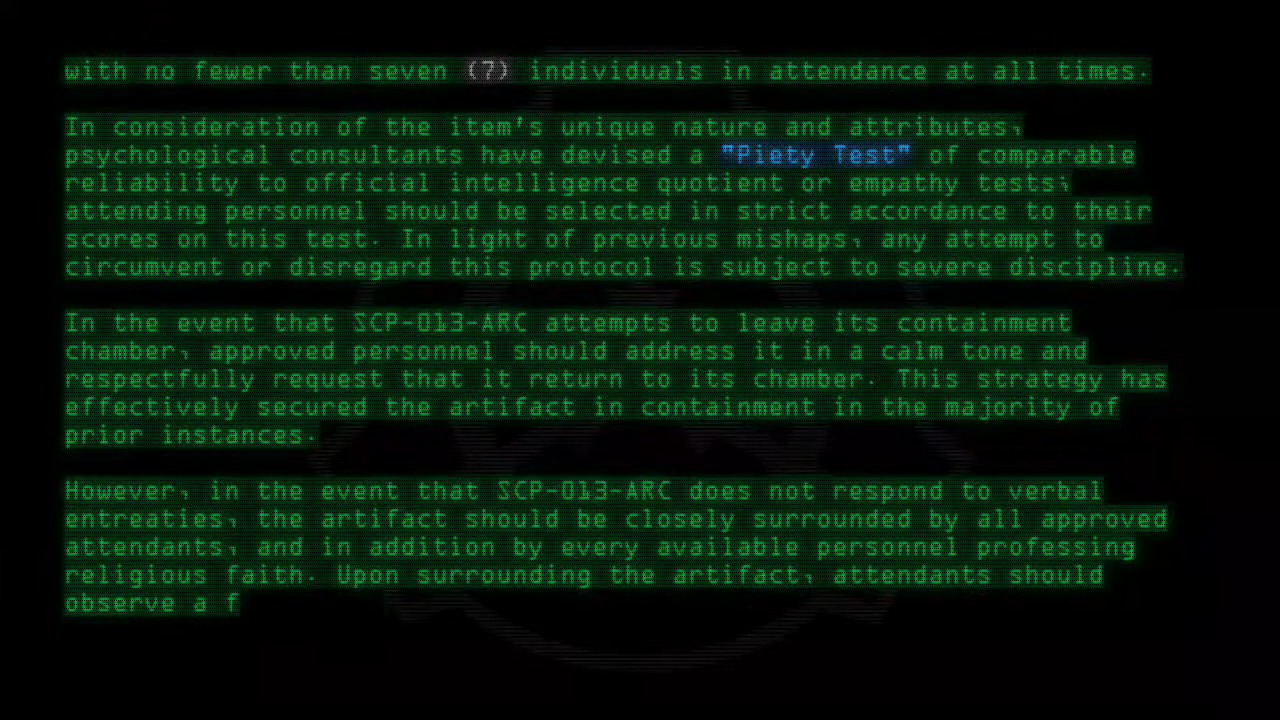 with no fewer than seven (7) individuals in attendance at all times.
In consideration of the item's unique nature and attributes,
psychological consultants have devised a "Piety Test" of comparable
reliability to official intelligence quotient or empathy tests;
attending personnel should be selected in strict accordance to their
scores on this test. In light of previous mishaps, any attempt to
circumvent or disregard this protocol is subject to severe discipline.
In the event that SCP-013-ARC attempts to leave its containment
chamber, approved personnel should address it in a calm tone and
respectfully request that it return to its chamber. This strategy has
effectively secured the artifact in containment in the majority of
prior instances.
However, in the event that SCP-013-ARC does not respond to verbal
entreaties, the artifact should be closely surrounded by all approved
attendants, and in addition by every available personnel professing
religious faith. Upon surrounding the artifact, attendants should
observe a f